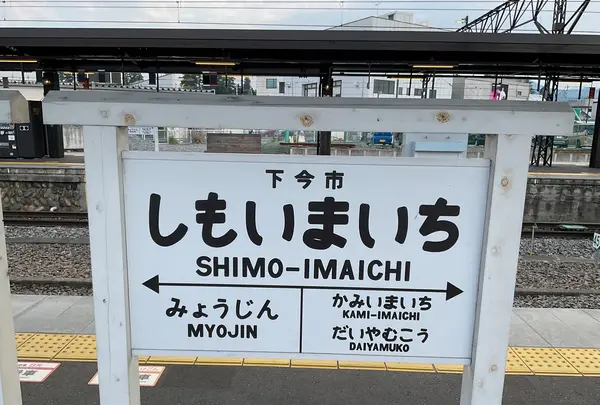 下今市
しもいまいち
SHIMO-IMAICHI
みょうじん
MYOJIN
かみいまいち
KAMI-IMAICHI
だいやむこう
DAIYAMUKO